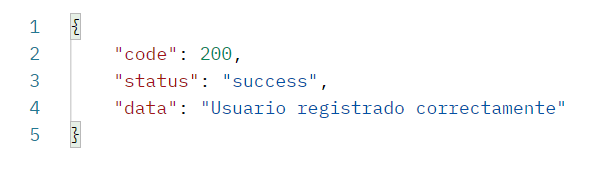 1 {
2 "code": 200,
3 "status": "success",
4 "data": "Usuario registrado correctamente"
5 }